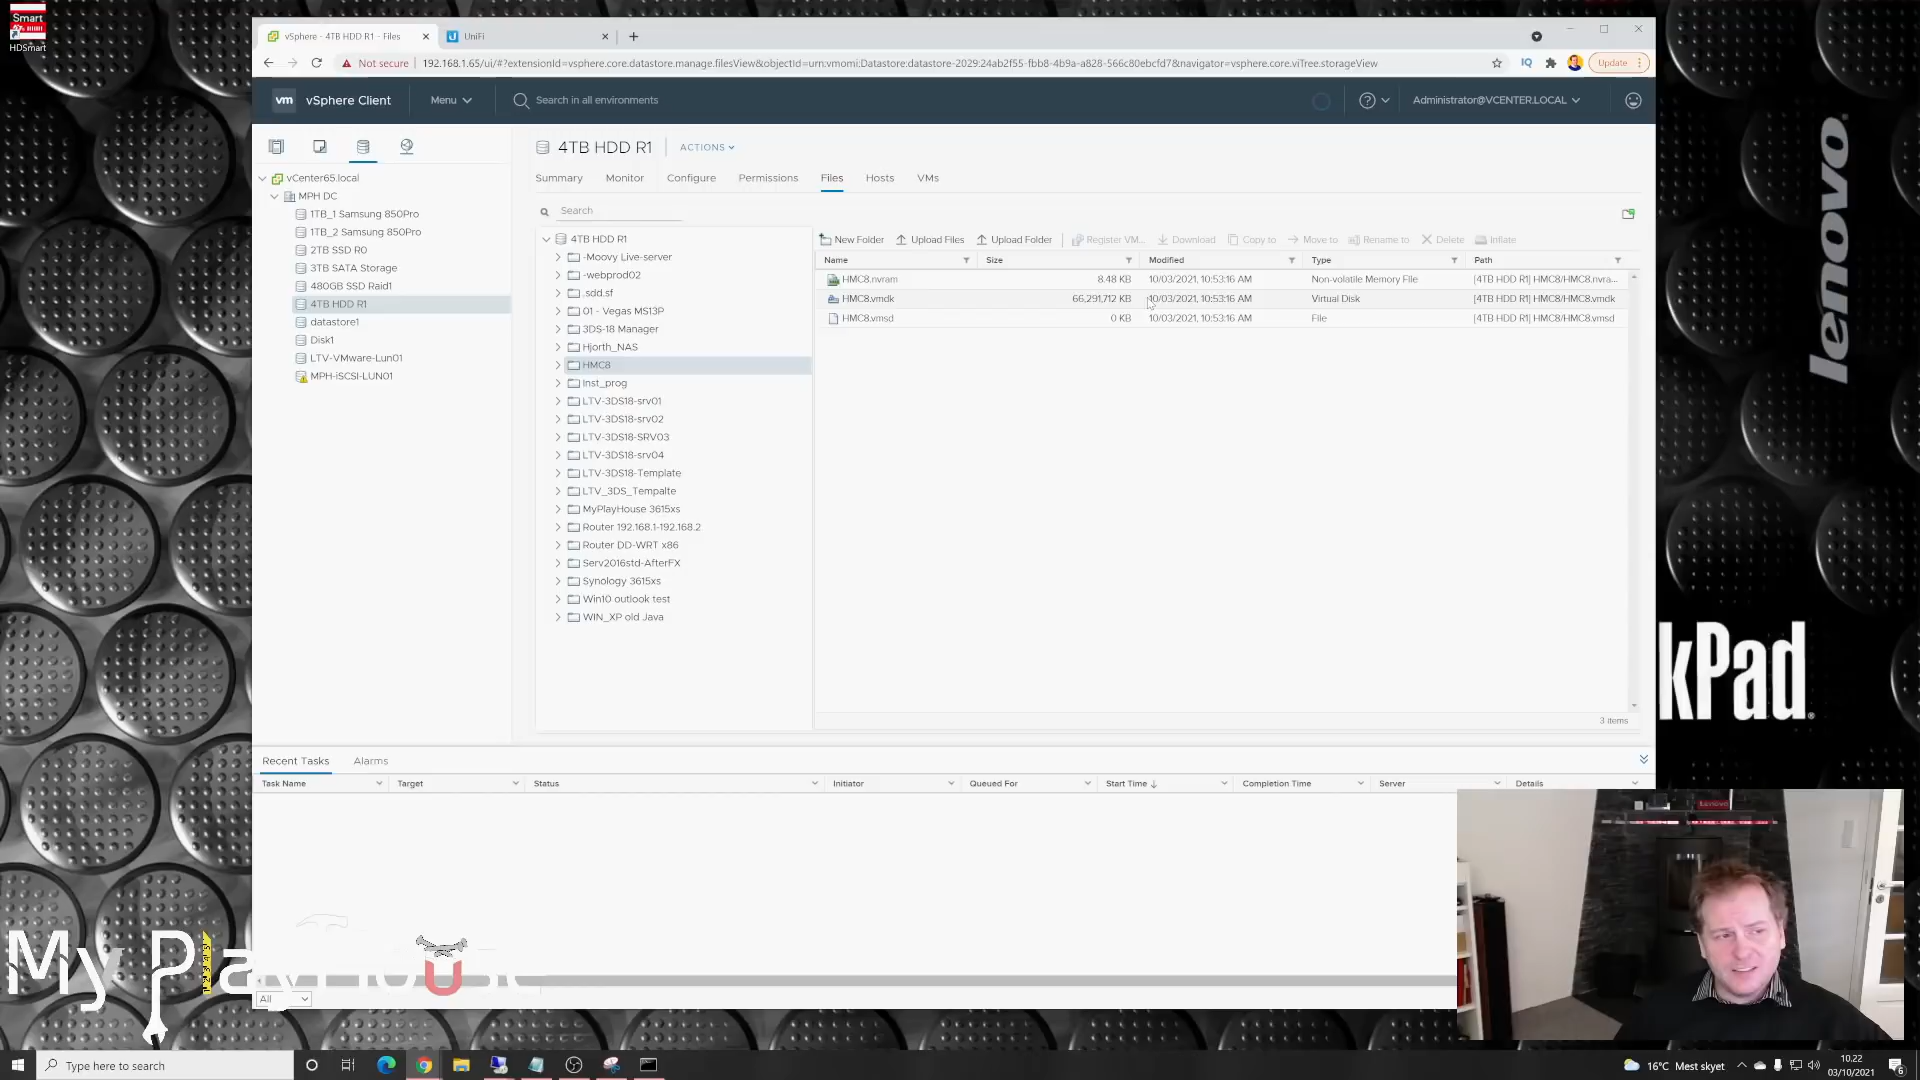 Smart
HDSmart
vSphere - 4TB HDD R1 - Files
UniFi
Not secure
192.168.1.65/ui/#?extensionId=vsphere.core.datastore.manage.filesView&objectId=urn:vmomi:Datastore:datastore-2029:24ab2f55-fbb8-4b9a-a828-566c80ebcfd7&navigator=vsphere.core.viTree.storageView
IQ
Update
vm
vSphere Client
Menu
Search in all environments
Administrator@VCENTER.LOCAL
vCenter65.local
MPH DC
1TB_1 Samsung 850Pro
1TB_2 Samsung 850Pro
2TB SSD R0
3TB SATA Storage
480GB SSD Raid1
4TB HDD R1
datastore1
Disk1
LTV-VMware-Lun01
MPH-iSCSI-LUN01
4TB HDD R1
ACTIONS
Summary
Monitor
Configure
Permissions
Files
Hosts
VMs
Search
4TB HDD R1
-Moovy Live-server
-webprod02
.sdd.sf
01 - Vegas MS13P
3DS-18 Manager
Hjorth_NAS
HMC8
Inst_prog
LTV-3DS18-srv01
LTV-3DS18-srv02
LTV-3DS18-SRV03
LTV-3DS18-srv04
LTV-3DS18-Template
LTV_3DS_Tempalte
MyPlayHouse 3615xs
Router 192.168.1-192.168.2
Router DD-WRT x86
Serv2016std-AfterFX
Synology 3615xs
Win10 outlook test
WIN_XP old Java
New Folder
Upload Files
Upload Folder
Register VM...
Download
Copy to
Move to
Rename to
Delete
Inflate
Name
Size
Modified
Type
Path
HMC8.nvram
8.48 KB
10/03/2021, 10:53:16 AM
Non-volatile Memory File
[4TB HDD R1] HMC8/HMC8.nvra...
HMC8.vmdk
66,291,712 KB
10/03/2021, 10:53:16 AM
Virtual Disk
[4TB HDD R1] HMC8/HMC8.vmdk
HMC8.vmsd
0 KB
10/03/2021, 10:53:16 AM
File
[4TB HDD R1] HMC8/HMC8.vmsd
3 items
Recent Tasks
Alarms
Task Name
Target
Status
Initiator
Queued For
Start Time
Completion Time
Server
Details
All
lenovo
kPad
Lenovo
My PlayHouse
Type here to search
16°C Mest skyet
10.22
03/10/2021
6